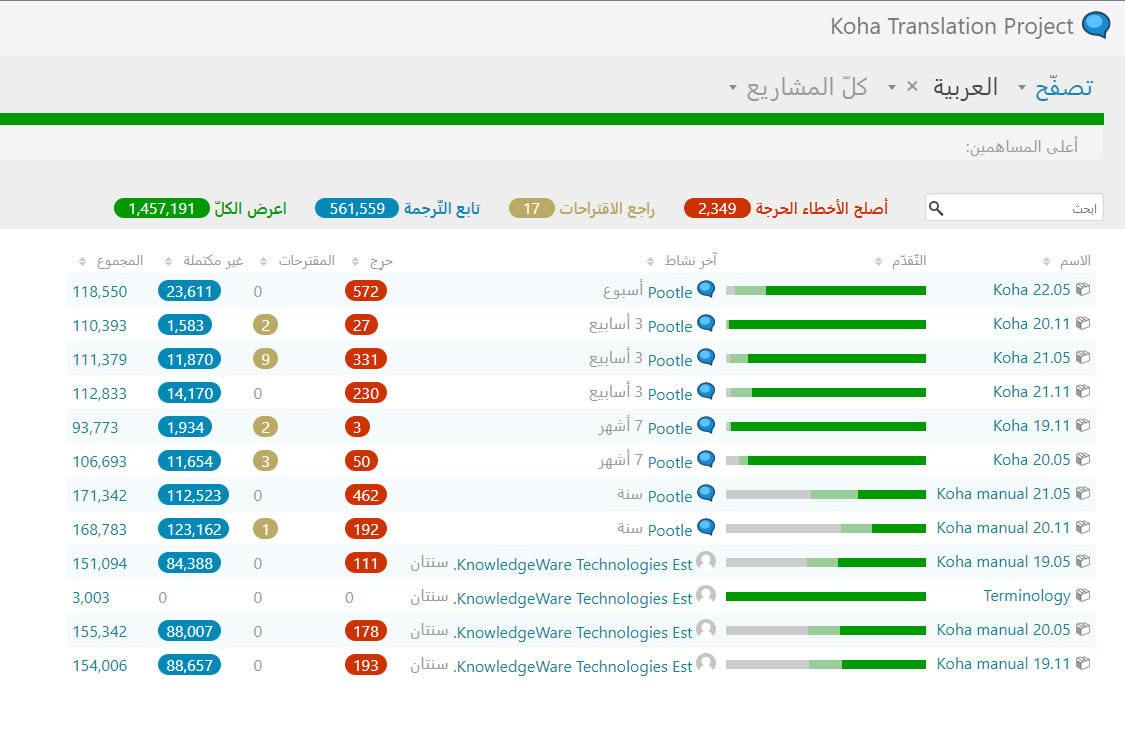 Koha Translation Project
تصفّح العربية × كلّ المشاريع
أعلى المساهمين:
ابحث أصلح الأخطاء الحرجة 2,349 راجع الاقتراحات 17 تابع التّرجمة 561,559 اعرض الكلّ 1,457,191
الاسم التّقدّم آخر نشاط حرج المقترحات غير مكتملة المجموع
Koha 22.05 Pootle أسبوع 572 0 23,611 118,550
Koha 20.11 Pootle 3 أسابيع 27 2 1,583 110,393
Koha 21.05 Pootle 3 أسابيع 331 9 11,870 111,379
Koha 21.11 Pootle 3 أسابيع 230 0 14,170 112,833
Koha 19.11 Pootle 7 أشهر 3 2 1,934 93,773
Koha 20.05 Pootle 7 أشهر 50 3 11,654 106,693
Koha manual 21.05 Pootle سنة 462 0 112,523 171,342
Koha manual 20.11 Pootle سنة 192 1 123,162 168,783
Koha manual 19.05 KnowledgeWare Technologies Est. سنتان 111 0 84,388 151,094
Terminology KnowledgeWare Technologies Est. سنتان 0 0 0 3,003
Koha manual 20.05 KnowledgeWare Technologies Est. سنتان 178 0 88,007 155,342
Koha manual 19.11 KnowledgeWare Technologies Est. سنتان 193 0 88,657 154,006